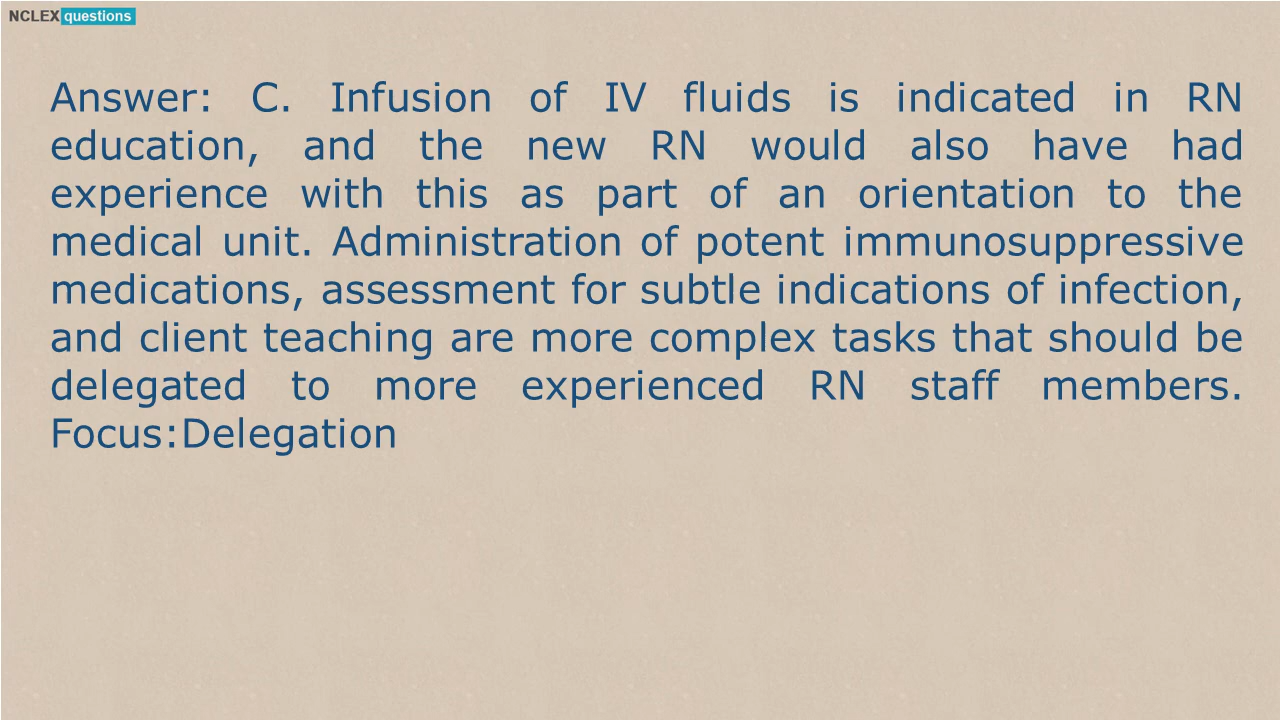 NCLEX questions
Answer: C. Infusion of IV fluids is indicated in RN
education, and the new RN would also have had
experience with this as part of an orientation to the
medical unit. Administration of potent immunosuppressive
medications, assessment for subtle indications of infection,
and client teaching are more complex tasks that should be
delegated to more experienced RN staff members.
Focus:Delegation